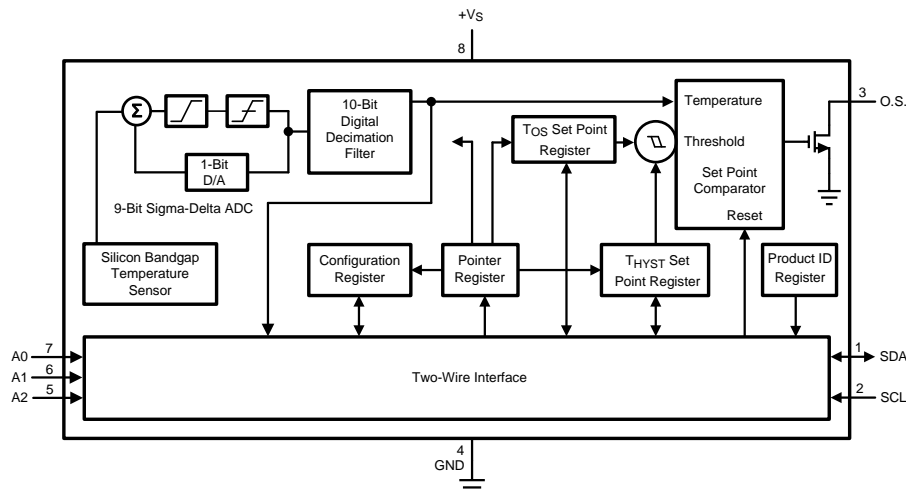 +VS
8
10-Bit
Digital
Decimation
Filter
Σ
1-Bit
D/A
9-Bit Sigma-Delta ADC
TOS Set Point
Register
Temperature
Threshold
Set Point
Comparator
Reset
3
O.S.
Silicon Bandgap
Temperature
Sensor
Configuration
Register
Pointer
Register
THYST Set
Point Register
Product ID
Register
A0
7
A1
6
A2
5
Two-Wire Interface
1
SDA
2
SCL
4
GND